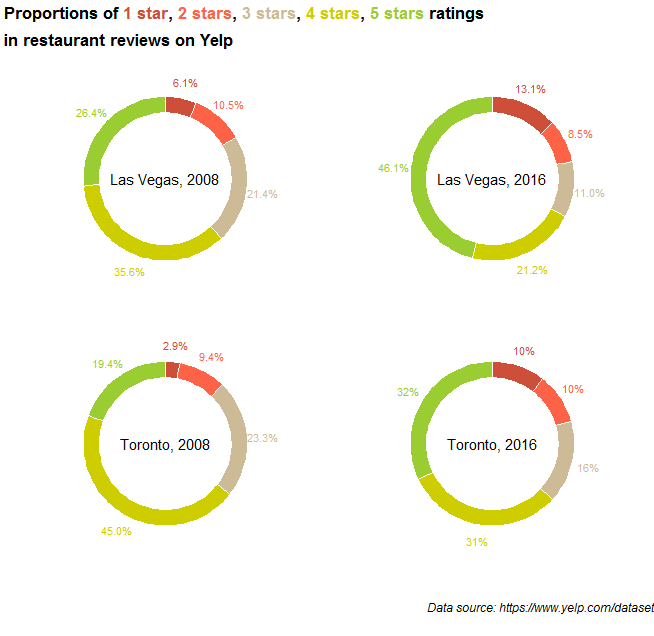 Proportions of 1 star, 2 stars, 3 stars, 4 stars, 5 stars ratings
in restaurant reviews on Yelp
6.1%
10.5%
26.4%
Las Vegas, 2008
21.4%
35.6%
13.1%
8.5%
46.1%
Las Vegas, 2016
11.0%
21.2%
2.9%
9.4%
19.4%
Toronto, 2008
23.3%
45.0%
10%
10%
32%
Toronto, 2016
16%
31%
Data source: https://www.yelp.com/dataset